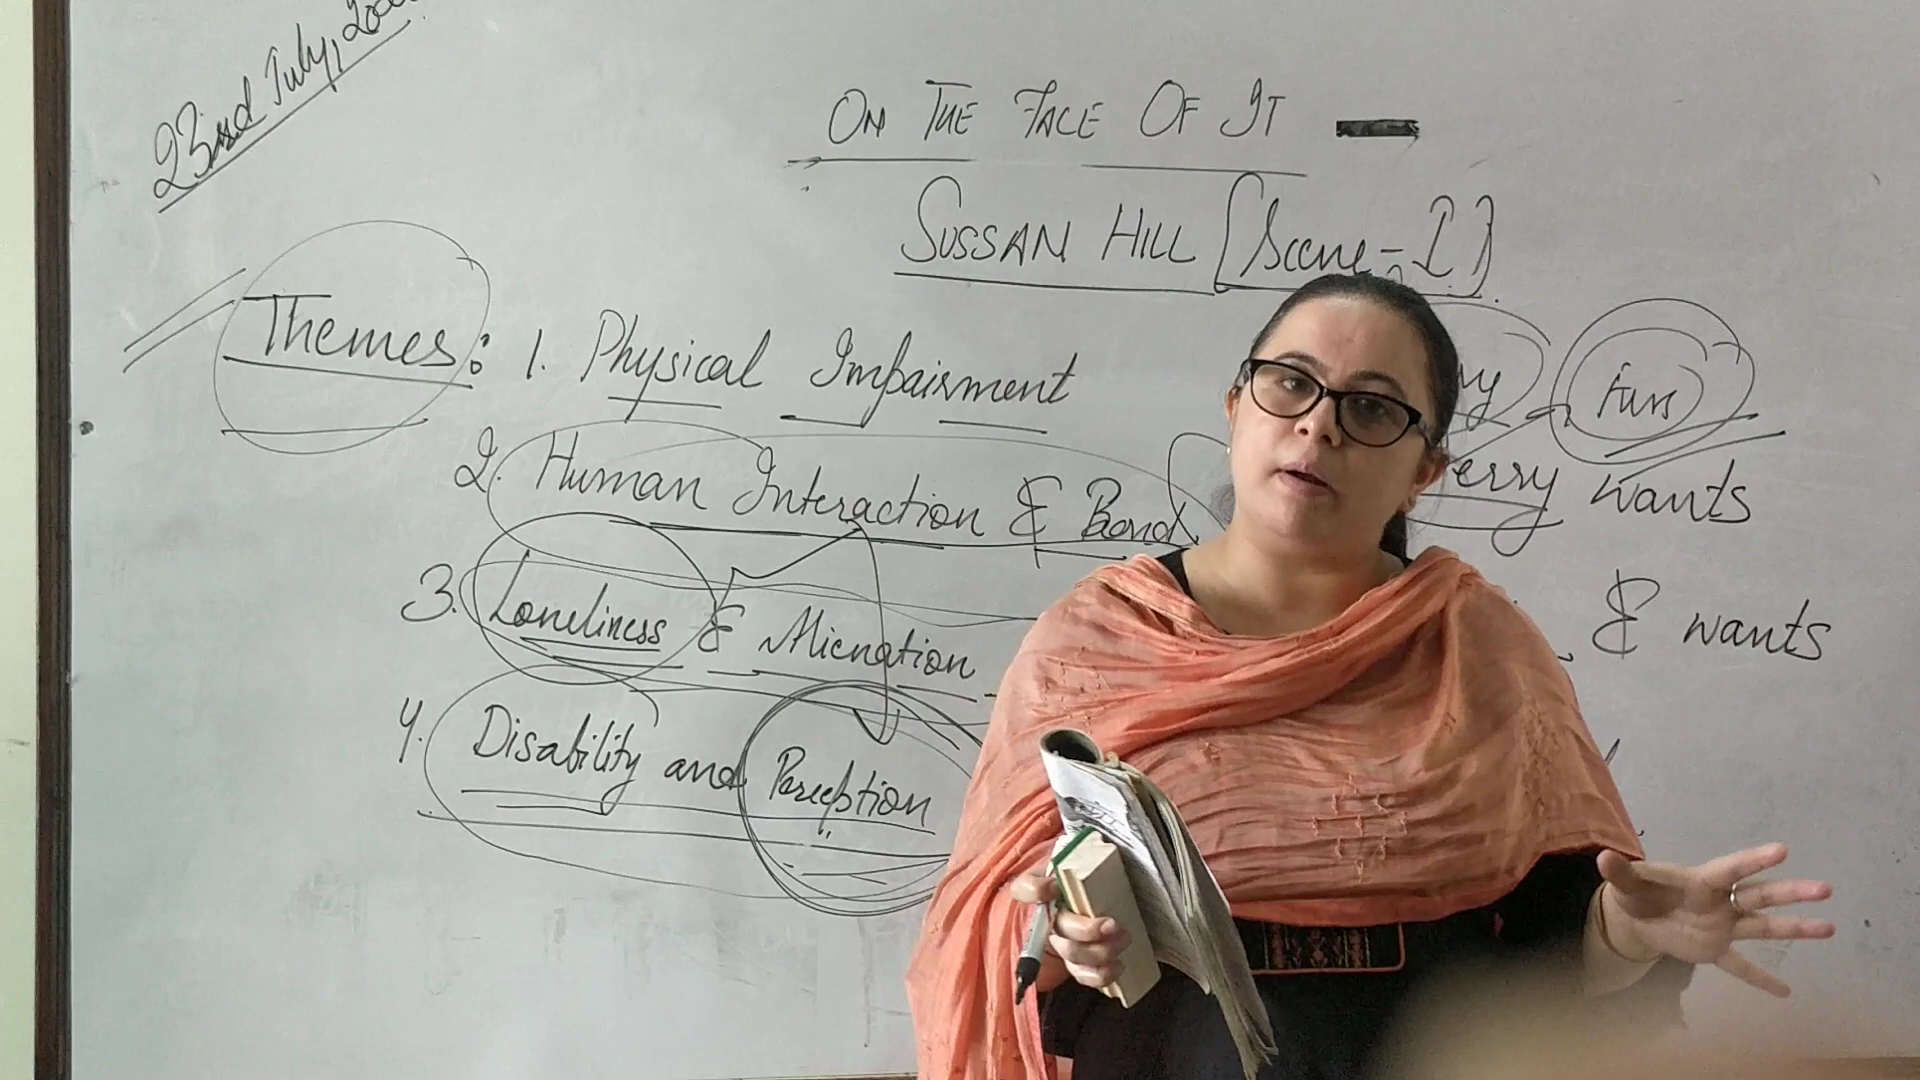 23rd July,
ON THE FACE OF IT -
SUSSAN HILL [Scene-I]
Themes: 1. Physical Impairment
2. Human Interaction & Bond
wants
3. Loneliness & Alienation
& wants
4. Disability and Perception